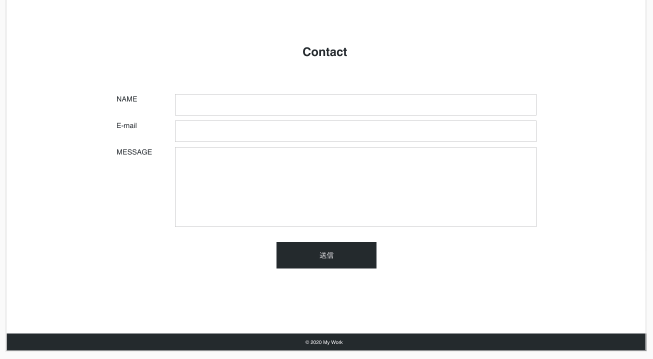 Contact
NAME
E-mail
MESSAGE
送信
© 2020 My Work